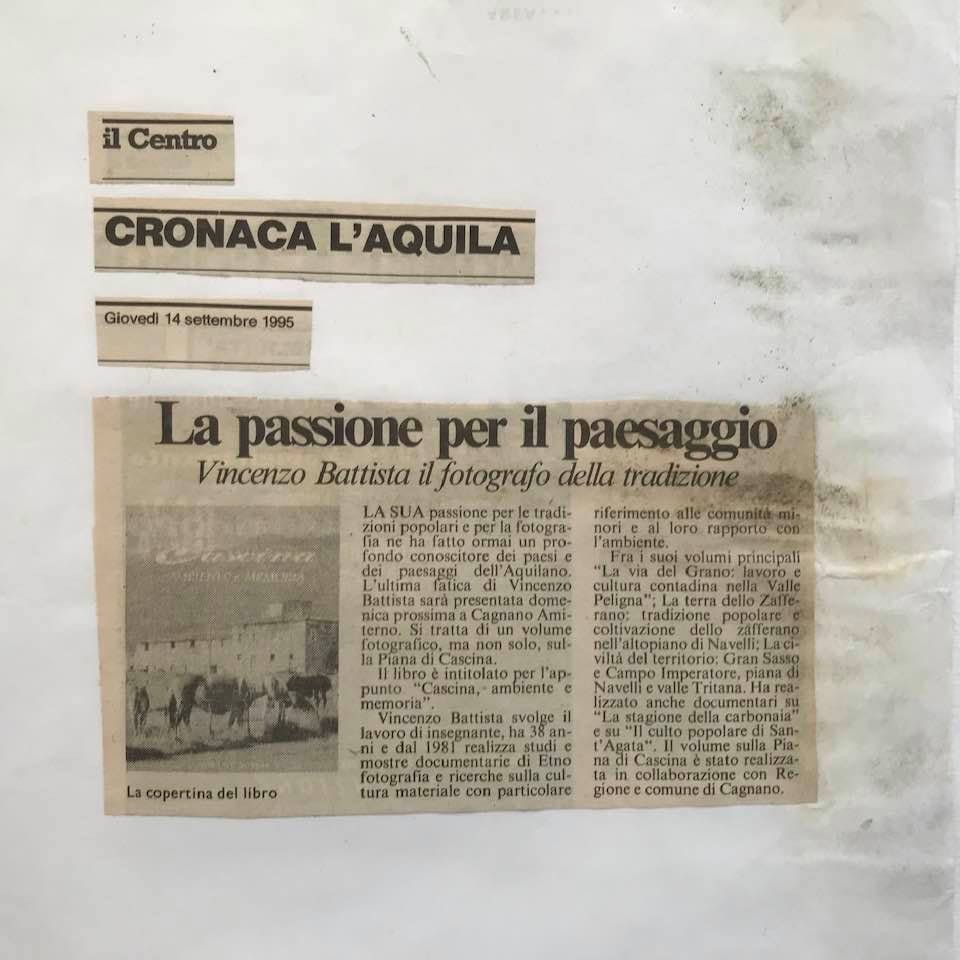 il Centro
CRONACA L'AQUILA
Giovedì 14 settembre 1995
La passione per il paesaggio
Vincenzo Battista il fotografo della tradizione
Cascina
AMBIENTE e MEMORIA
La copertina del libro
LA SUA passione per le tradi-
zioni popolari e per la fotogra-
fia ne ha fatto ormai un pro-
fondo conoscitore dei paesi e
dei paesaggi dell'Aquilano.
L'ultima fatica di Vincenzo
Battista sarà presentata dome-
nica prossima a Cagnano Ami-
terno. Si tratta di un volume
fotografico, ma non solo, sul-
la Piana di Cascina.
Il libro è intitolato per l'ap-
punto "Cascina, ambiente e
memoria".
Vincenzo Battista svolge il
lavoro di insegnante, ha 38 an-
ni e dal 1981 realizza studi e
mostre documentarie di Etno
fotografia e ricerche sulla cul-
tura materiale con particolare
riferimento alle comunità mi-
nori e al loro rapporto con
l'ambiente.
Fra i suoi volumi principali
"La via del Grano: lavoro e
cultura contadina nella Valle
Peligna"; La terra dello Zaffe-
rano: tradizione popolare e
coltivazione dello zafferano
nell'altopiano di Navelli; La ci-
viltà del territorio: Gran Sasso
e Campo Imperatore, piana di
Navelli e valle Tritana. Ha rea-
lizzato anche documentari su
"La stagione della carbonaia"
e su "Il culto popolare di San-
t'Agata". Il volume sulla Pia-
na di Cascina è stato realizza-
ta in collaborazione con Re-
gione e comune di Cagnano.